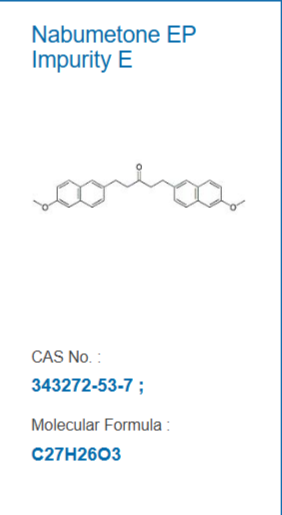 Nabumetone EP
Impurity E
O
O
O
CAS No. :
343272-53-7 ;
Molecular Formula :
C27H26O3